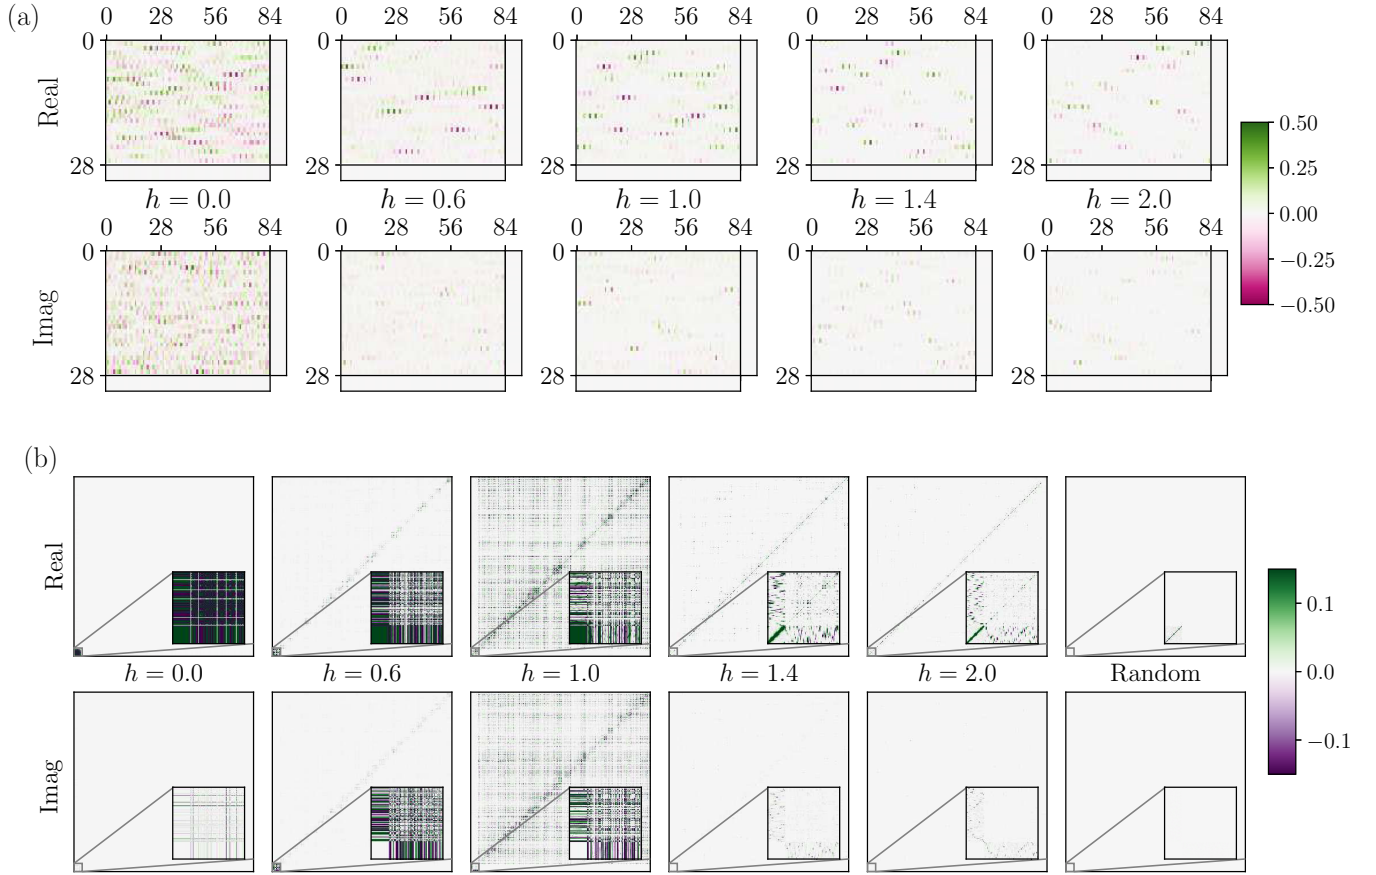 (a)
0 28 56 84 0 28 56 84 0 28 56 84 0 28 56 84 0 28 56 84
0
Real
28
0.50
0.25
0.00
−0.25
−0.50
h = 0.0 h = 0.6 h = 1.0 h = 1.4 h = 2.0
0 28 56 84 0 28 56 84 0 28 56 84 0 28 56 84 0 28 56 84
0
Imag
28
(b)
Real
h = 0.0 h = 0.6 h = 1.0 h = 1.4 h = 2.0 Random
Imag
0.1
0.0
−0.1